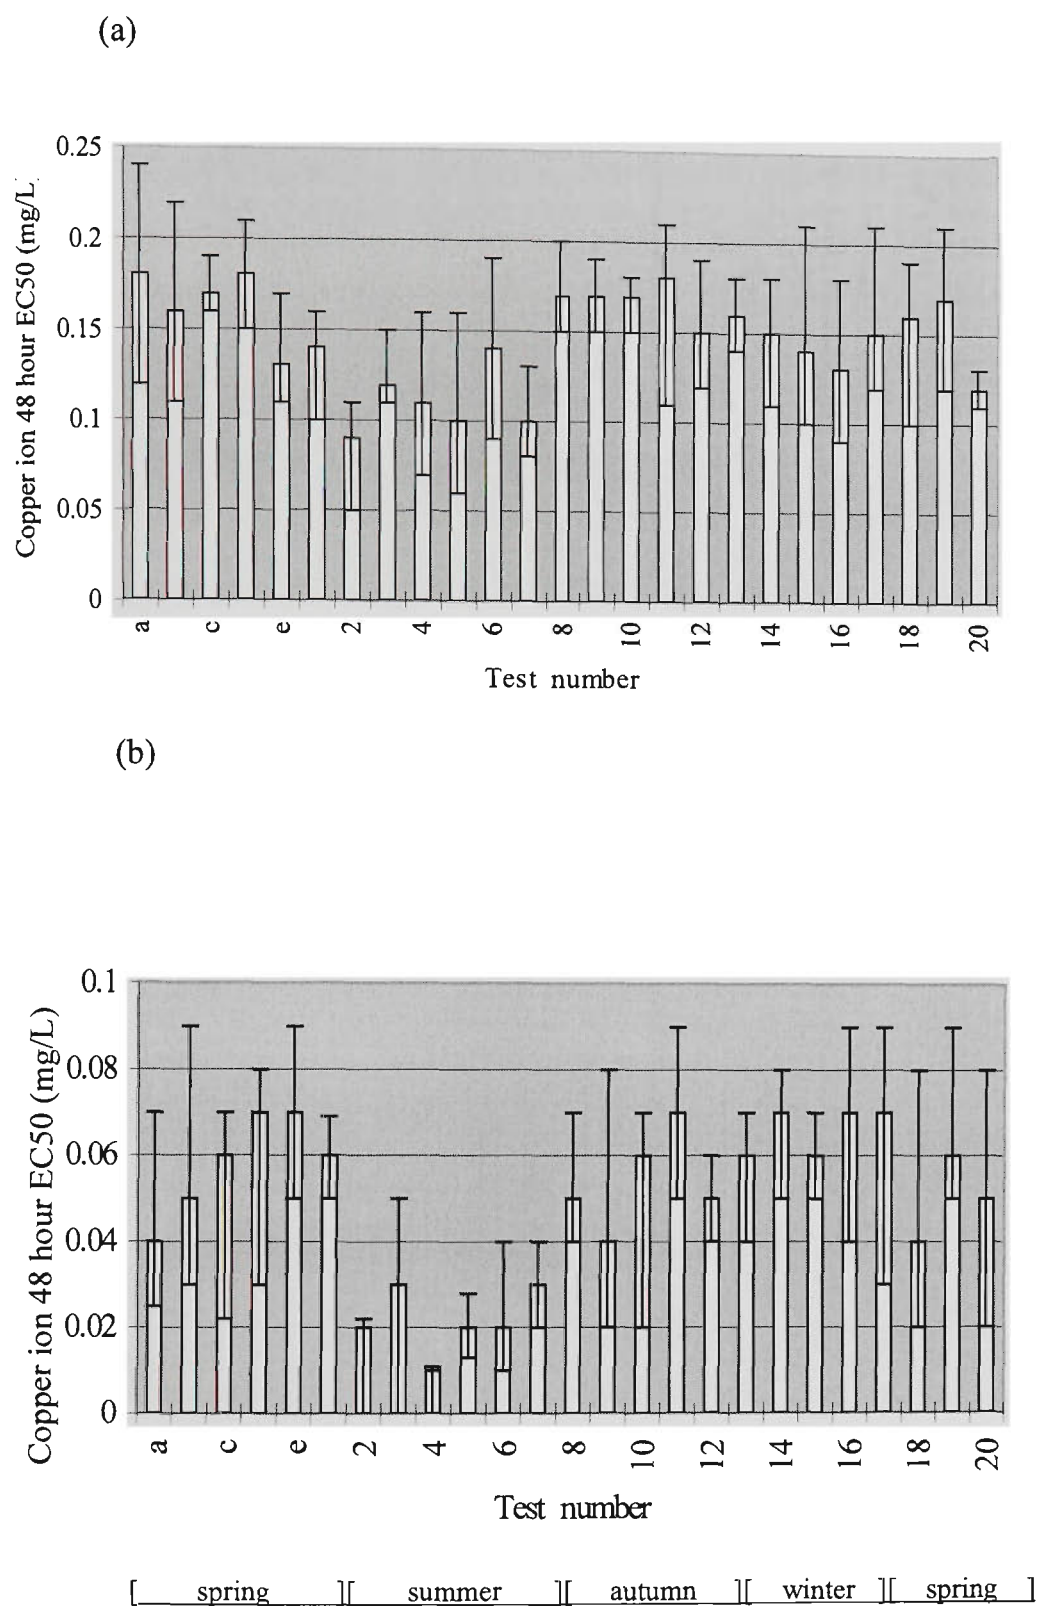 (a)
Copper ion 48 hour EC50 (mg/L
0.25
0.2
0.15
0.1
0.05
0
a c e 2 4 6 8 10 12 14 16 18 20
Test number
(b)
Copper ion 48 hour EC50 (mg/L)
0.1
0.08
0.06
0.04
0.02
0
a c e 2 4 6 8 10 12 14 16 18 20
Test number
[ spring ][ summer ][ autumn ][ winter ][ spring ]